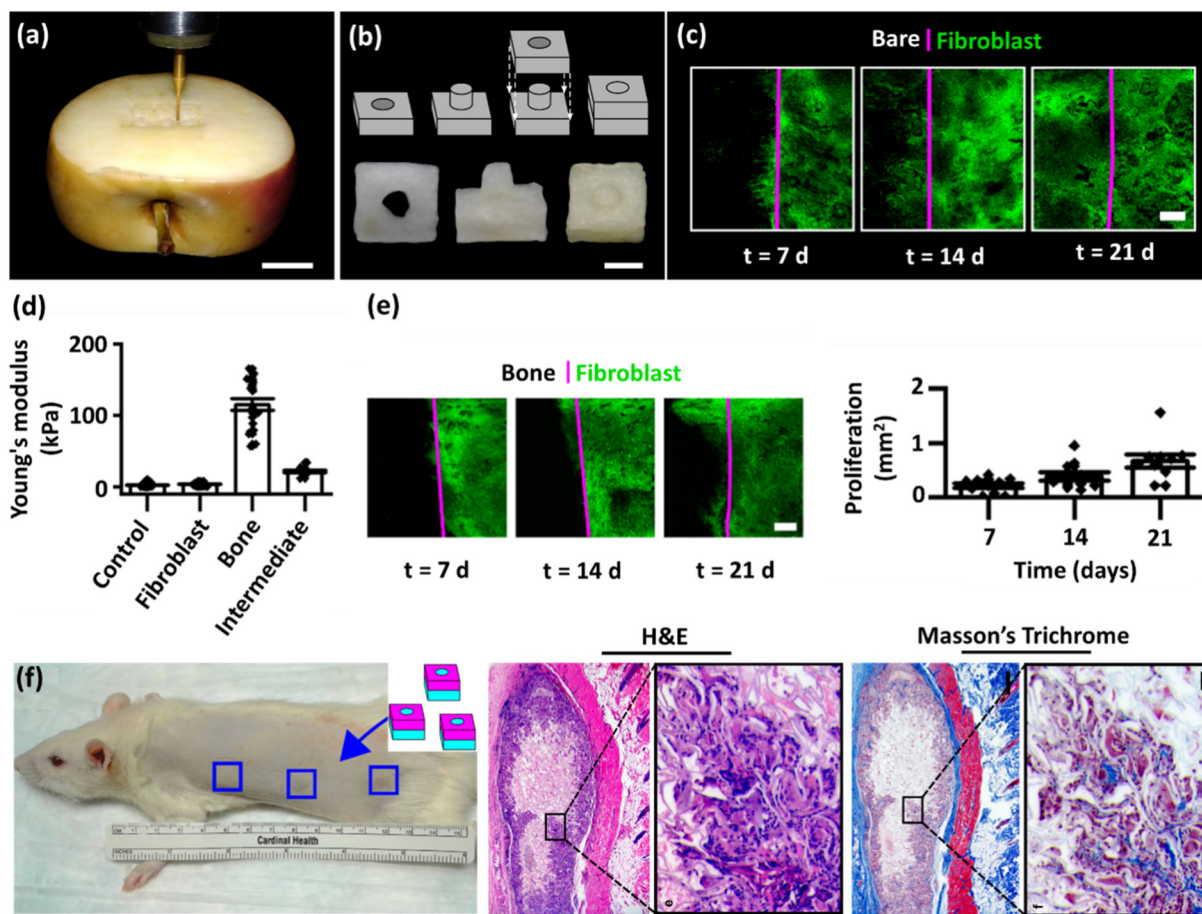 (a)
(b)
(c)
Bare | Fibroblast
t = 7 d
t = 14 d
t = 21 d
(d)
Young's modulus
(kPa)
200
100
0
Control
Fibroblast
Bone
Intermediate
(e)
Bone | Fibroblast
t = 7 d
t = 14 d
t = 21 d
Proliferation
(mm²)
2
1
0
7
14
21
Time (days)
(f)
Cardinal Health
H&E
Masson's Trichrome
e
f